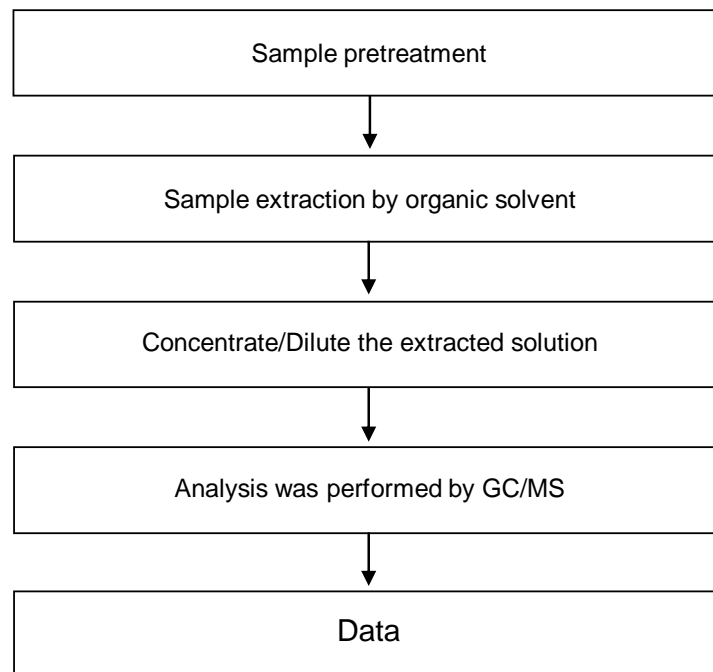 Sample pretreatment
Sample extraction by organic solvent
Concentrate/Dilute the extracted solution
Analysis was performed by GC/MS
Data